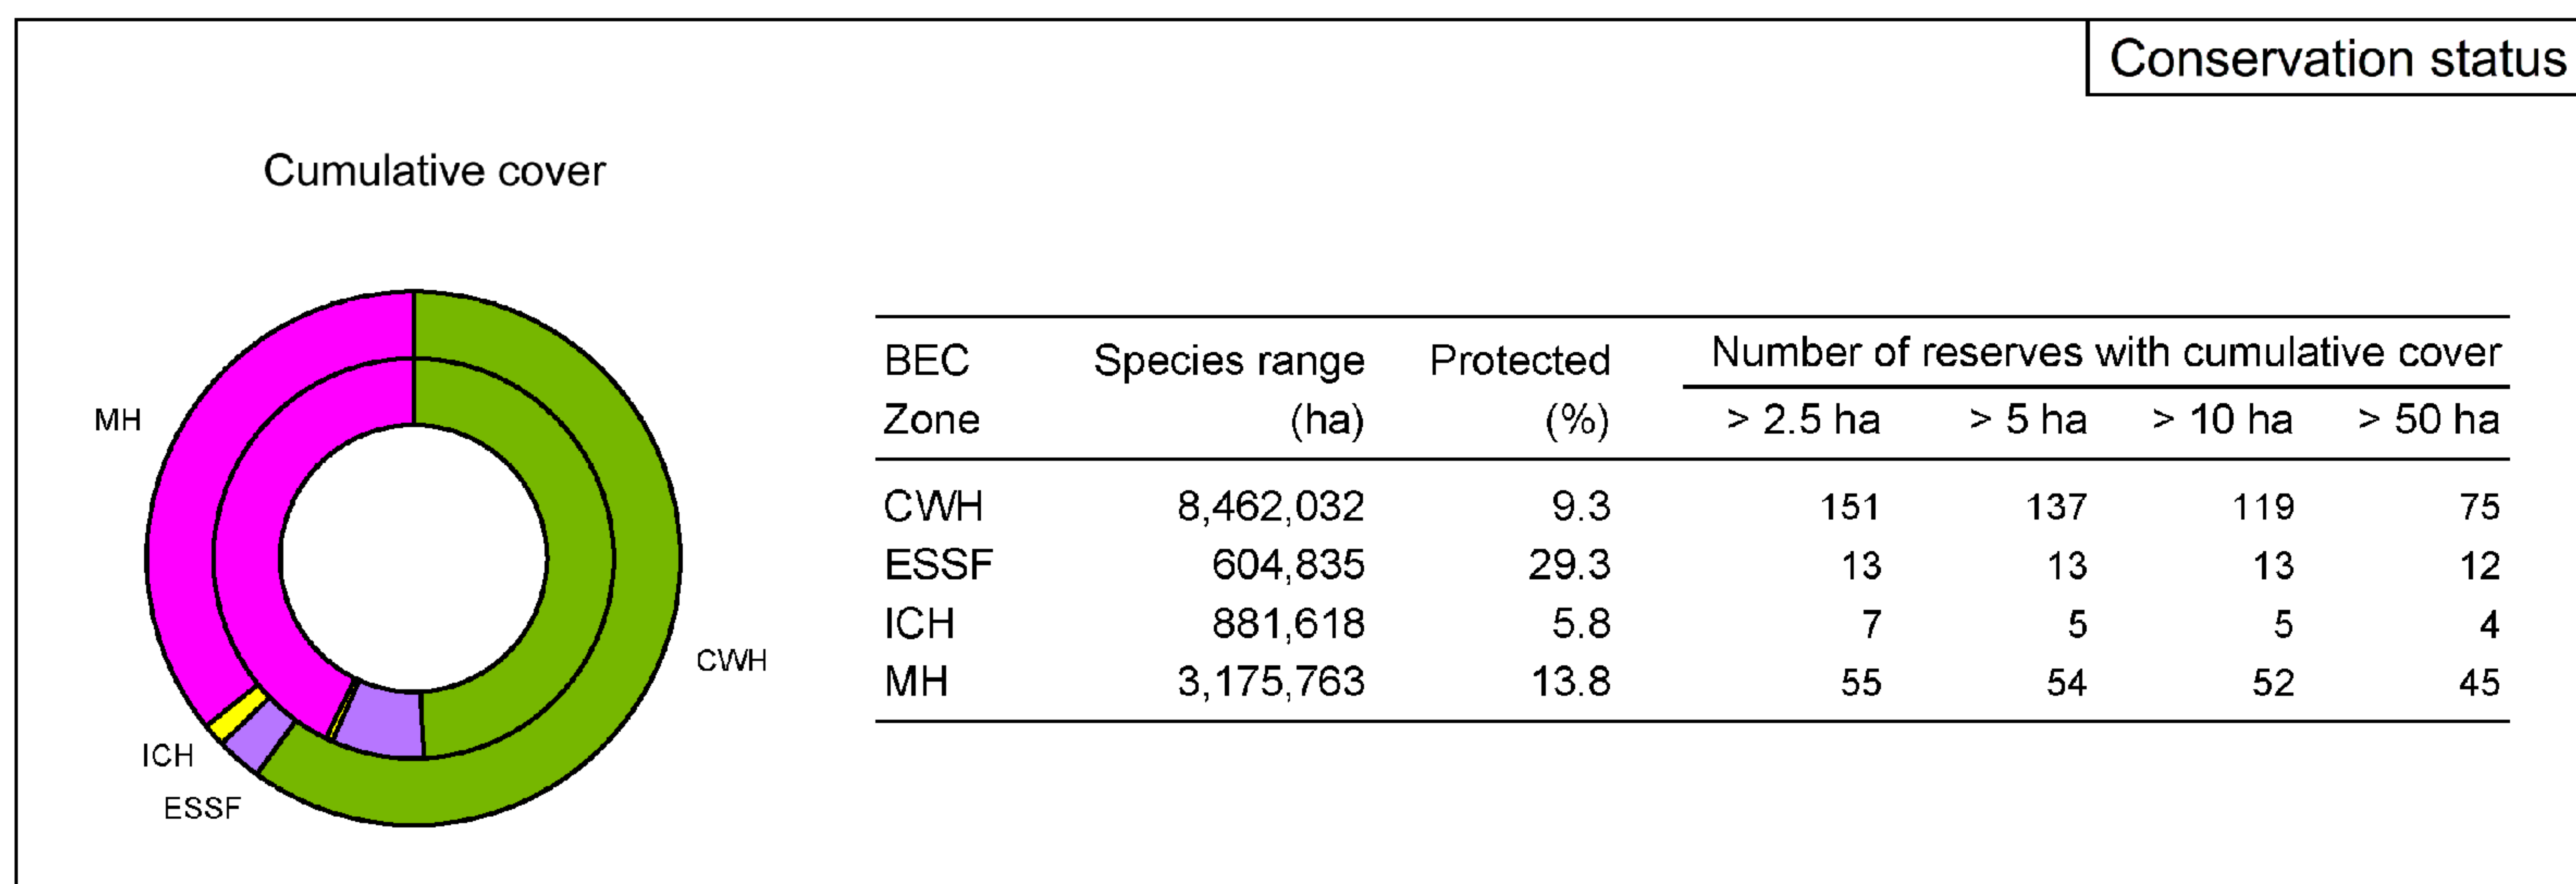 Conservation status
Cumulative cover
MH
CWH
ICH
ESSF
BEC Species range Protected Number of reserves with cumulative cover
Zone (ha) (%) > 2.5 ha > 5 ha > 10 ha > 50 ha
CWH 8,462,032 9.3 151 137 119 75
ESSF 604,835 29.3 13 13 13 12
ICH 881,618 5.8 7 5 5 4
MH 3,175,763 13.8 55 54 52 45